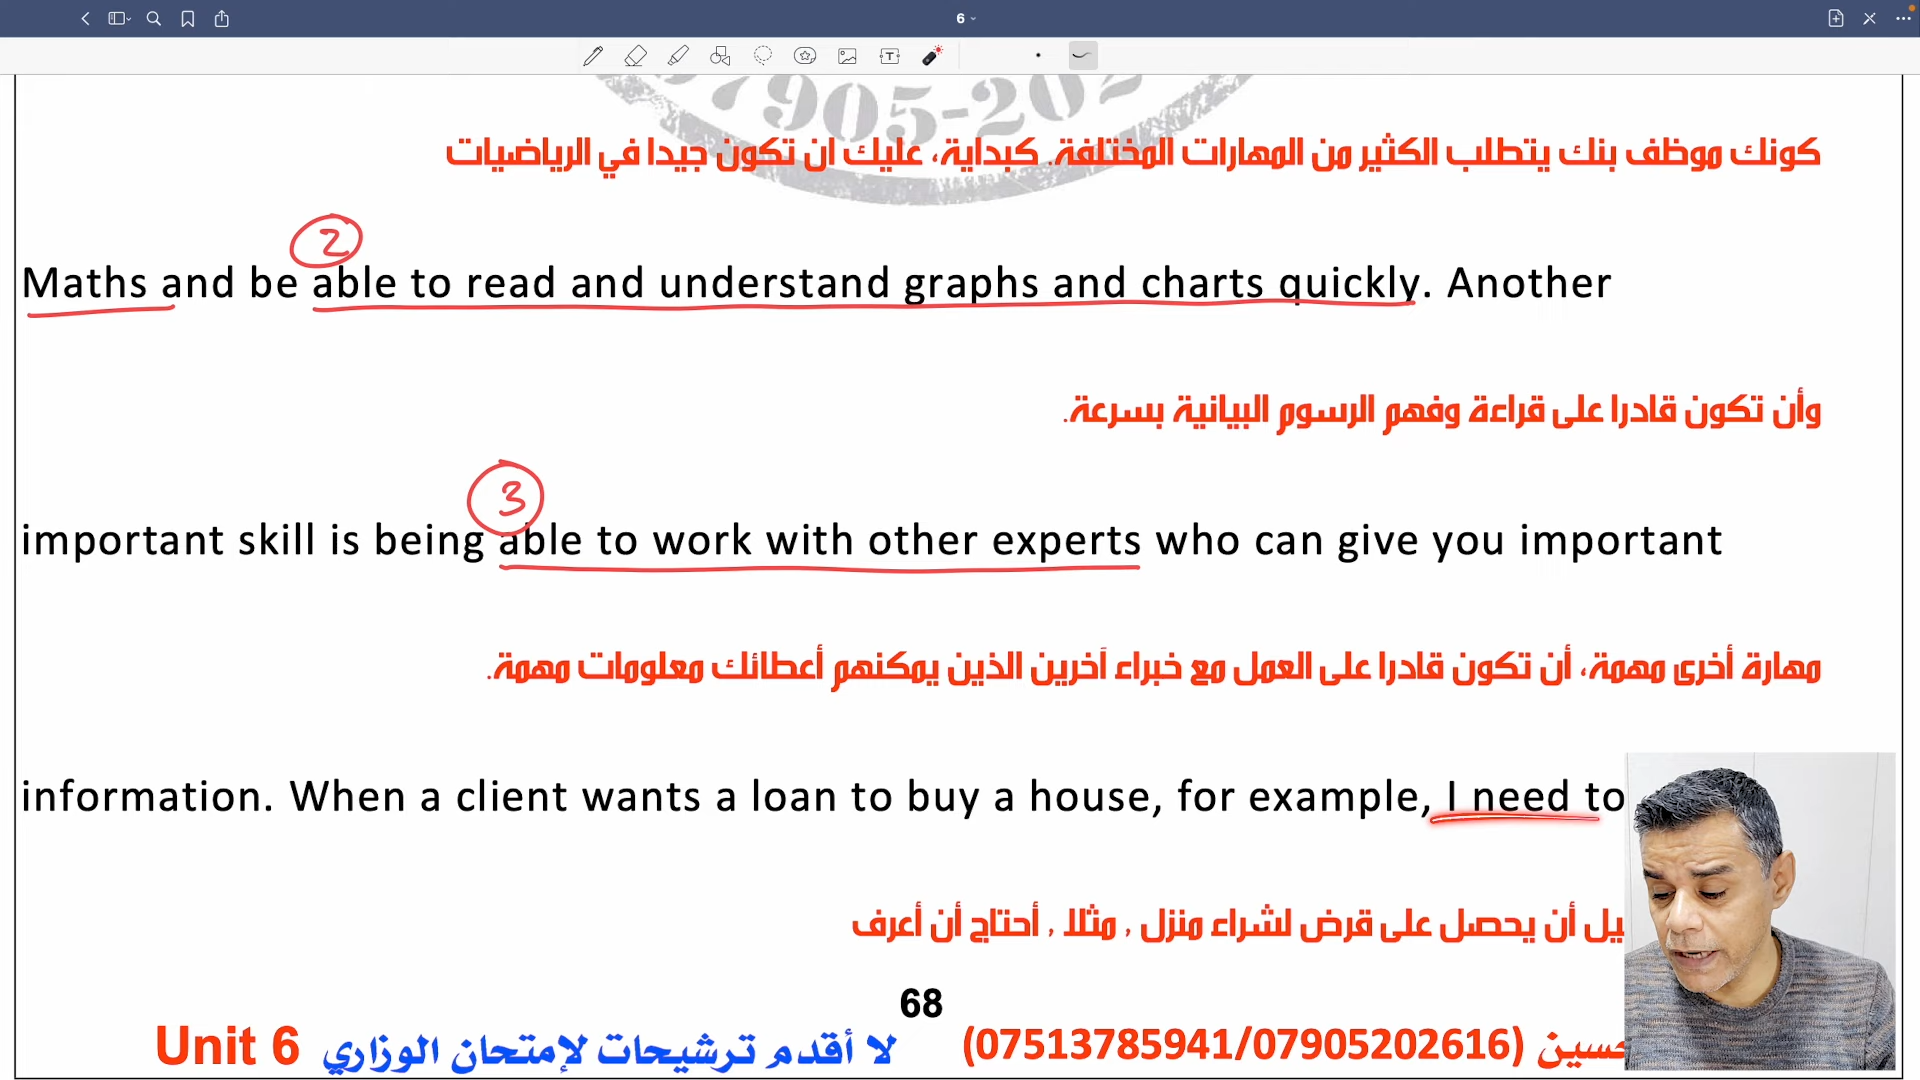 6
7905-202
كونك موظف بنك يتطلب الكثير من المهارات المختلفة. كبداية، عليك ان تكون جيدا في الرياضيات
2
Maths and be able to read and understand graphs and charts quickly. Another
وأن تكون قادرا على قراءة وفهم الرسوم البيانية بسرعة.
3
important skill is being able to work with other experts who can give you important
مهارة أخرى مهمة، أن تكون قادرا على العمل مع خبراء آخرين الذين يمكنهم أعطائك معلومات مهمة.
information. When a client wants a loan to buy a house, for example, I need to
أن يحصل على قرض لشراء منزل , مثلا , أحتاج أن أعرف
68
(07513785941/07905202616)
لا أقدم ترشيحات لإمتحان الوزاري Unit 6